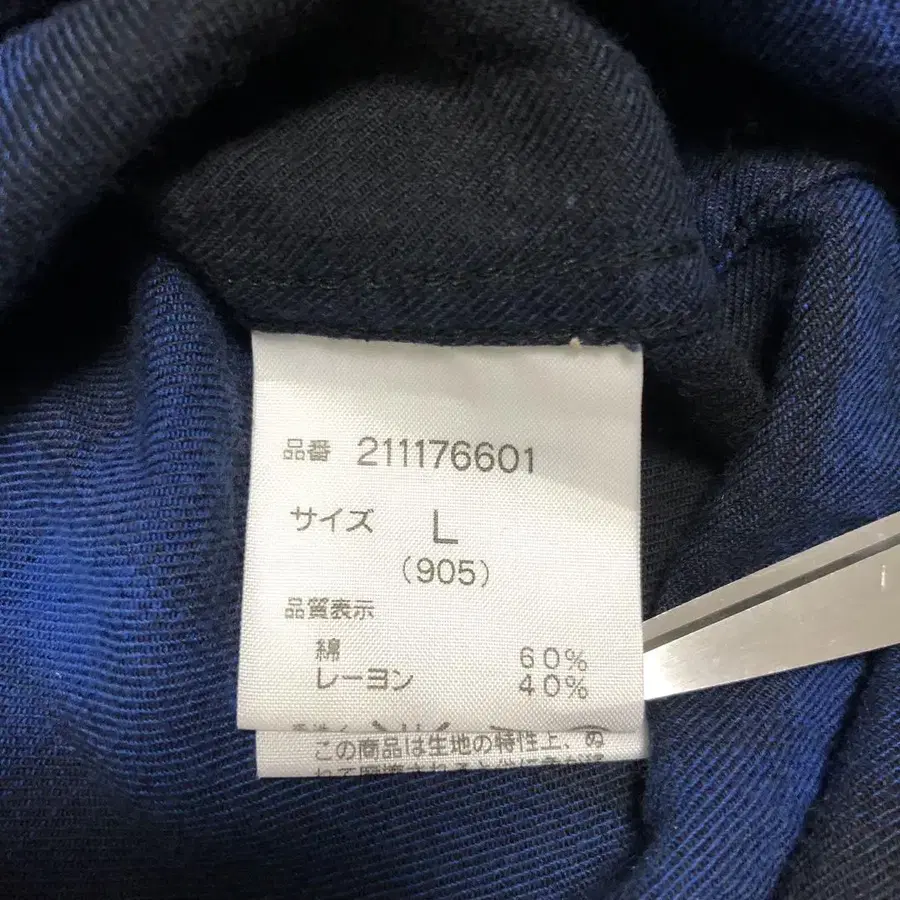 品番 211176601
サイズ L
(905)
品質表示
綿 60%
レーヨン 40%
この商品は生地の特性上、ぬ